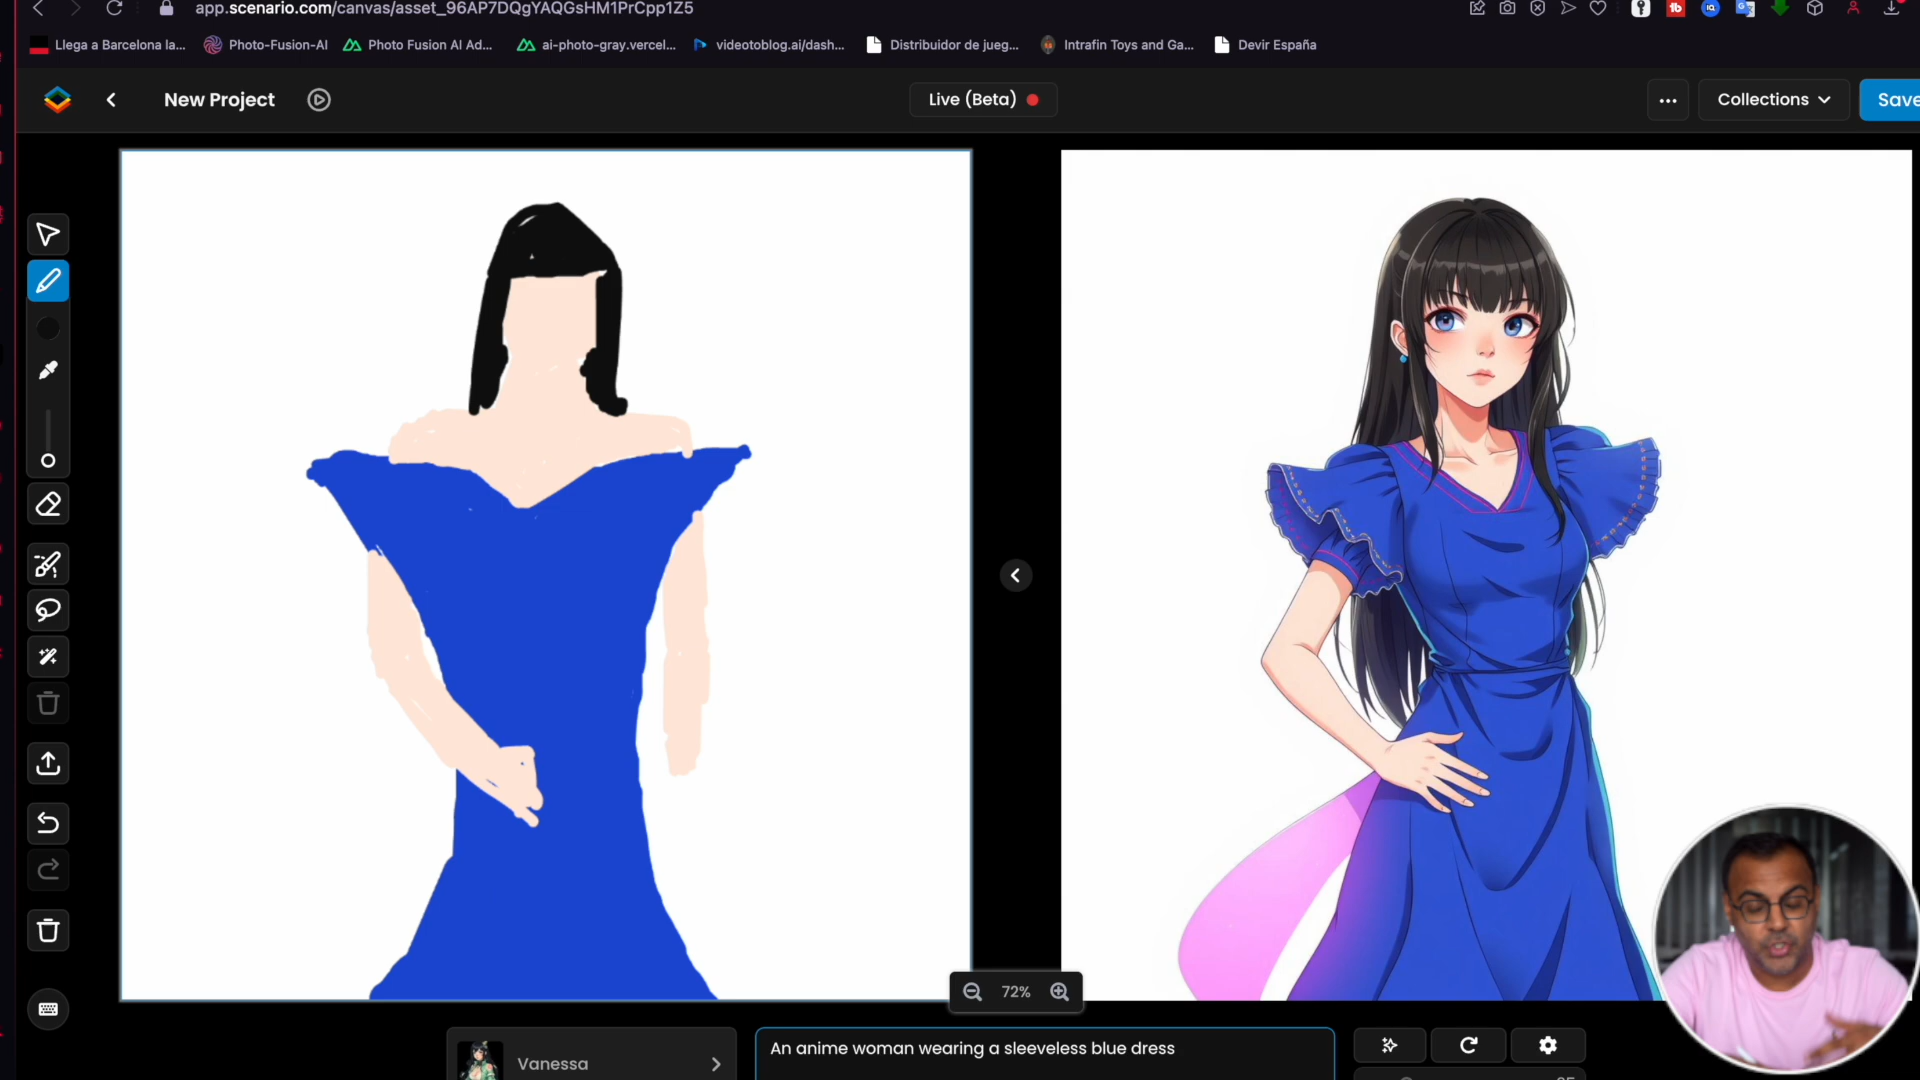 app.scenario.com/canvas/asset_96AP7DQgYAQGsHM1PrCpp1Z5
Llega a Barcelona la...
Photo-Fusion-AI
Photo Fusion AI Ad...
ai-photo-gray.vercel...
videotoblog.ai/dash...
Distribuidor de jueg...
Intrafin Toys and Ga...
Devir España
New Project
Live (Beta)
Collections
Save
72%
Vanessa
An anime woman wearing a sleeveless blue dress